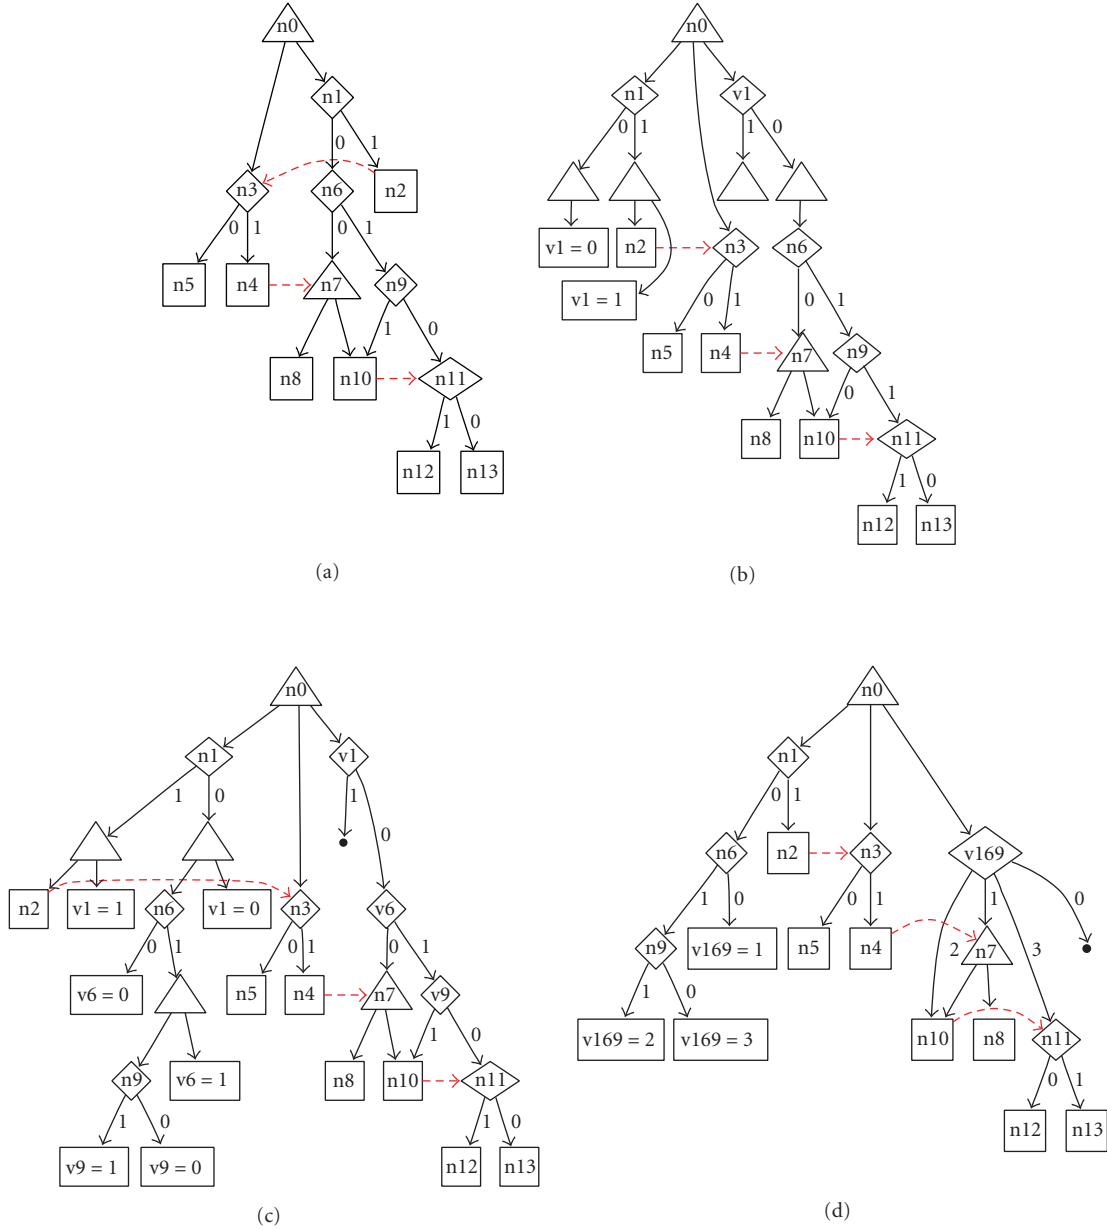 n0
n1
0
1
n3
n6
n2
0
1
0
1
n5
n4
n7
n9
1
0
n8
n10
n11
1
0
n12
n13
(a)
n0
n1
v1
0
1
1
0
v1 = 0
n2
n3
n6
v1 = 1
0
1
0
1
n5
n4
n7
n9
0
1
n8
n10
n11
1
0
n12
n13
(b)
n0
n1
v1
1
0
1
0
n2
v1 = 1
n6
v1 = 0
n3
v6
0
1
0
1
0
1
v6 = 0
n5
n4
n7
v9
1
0
n9
v6 = 1
n8
n10
n11
1
0
1
0
v9 = 1
v9 = 0
n12
n13
(c)
n0
n1
0
1
n6
n2
n3
v169
1
0
0
1
1
0
n9
v169 = 1
n5
n4
2
n7
3
1
0
v169 = 2
v169 = 3
n10
n8
n11
0
1
n12
n13
(d)